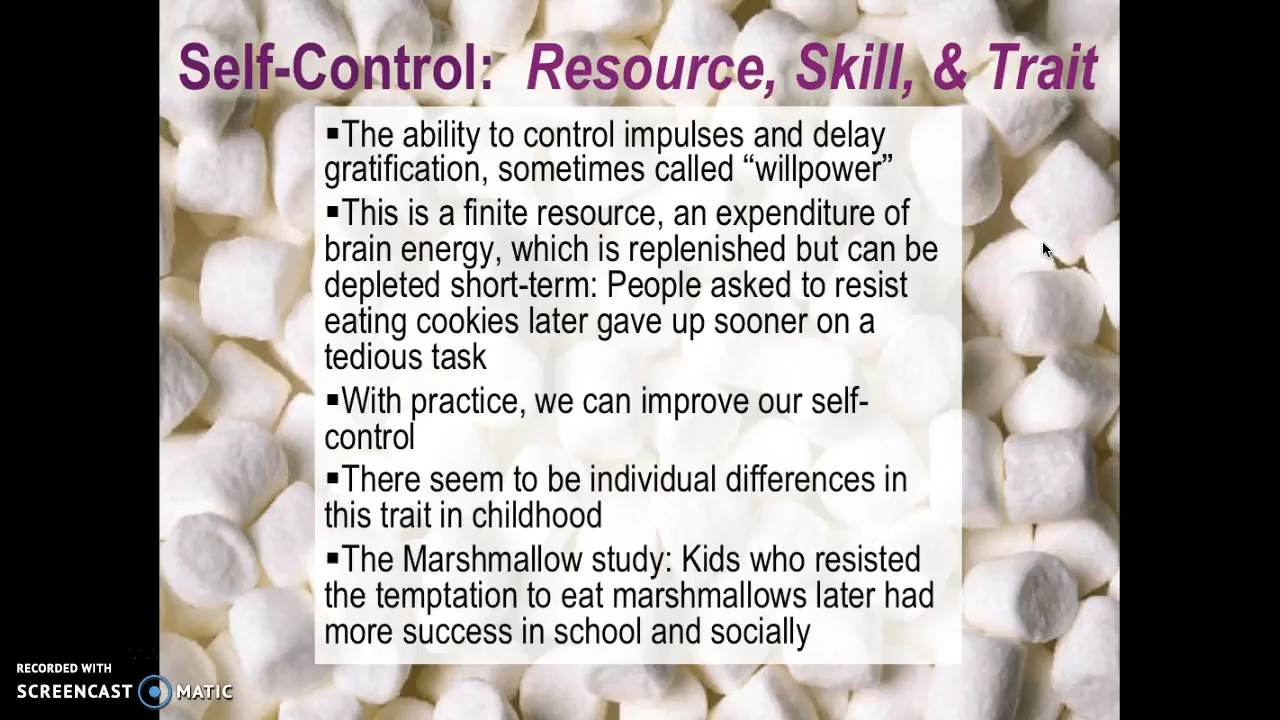 Self-Control: Resource, Skill, & Trait
▪The ability to control impulses and delay
gratification, sometimes called “willpower”
▪This is a finite resource, an expenditure of
brain energy, which is replenished but can be
depleted short-term: People asked to resist
eating cookies later gave up sooner on a
tedious task
▪With practice, we can improve our self-
control
▪There seem to be individual differences in
this trait in childhood
▪The Marshmallow study: Kids who resisted
the temptation to eat marshmallows later had
more success in school and socially
RECORDED WITH
SCREENCAST MATIC